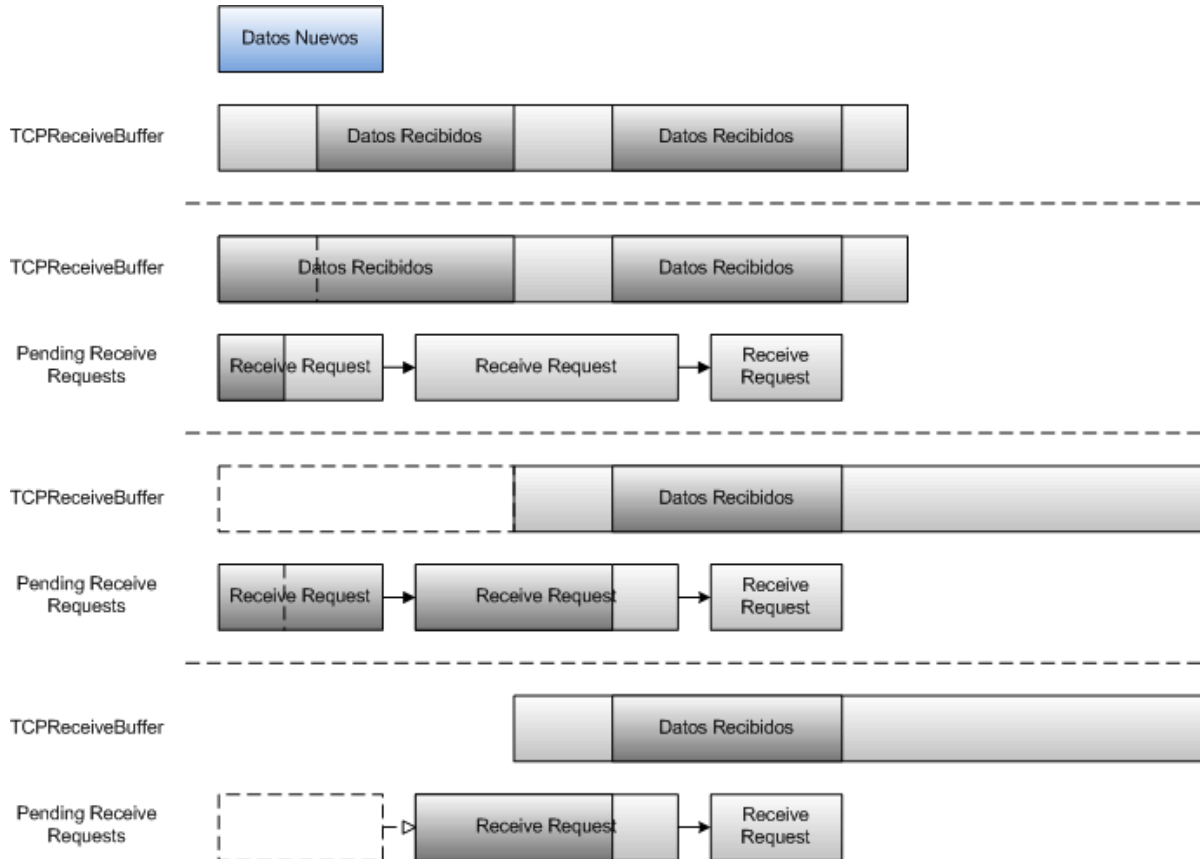 Datos Nuevos
TCPReceiveBuffer
Datos Recibidos
Datos Recibidos
TCPReceiveBuffer
Datos Recibidos
Datos Recibidos
Pending Receive
Requests
Receive Request
Receive Request
Receive
Request
TCPReceiveBuffer
Datos Recibidos
Pending Receive
Requests
Receive Request
Receive Request
Receive
Request
TCPReceiveBuffer
Datos Recibidos
Pending Receive
Requests
Receive Request
Receive
Request